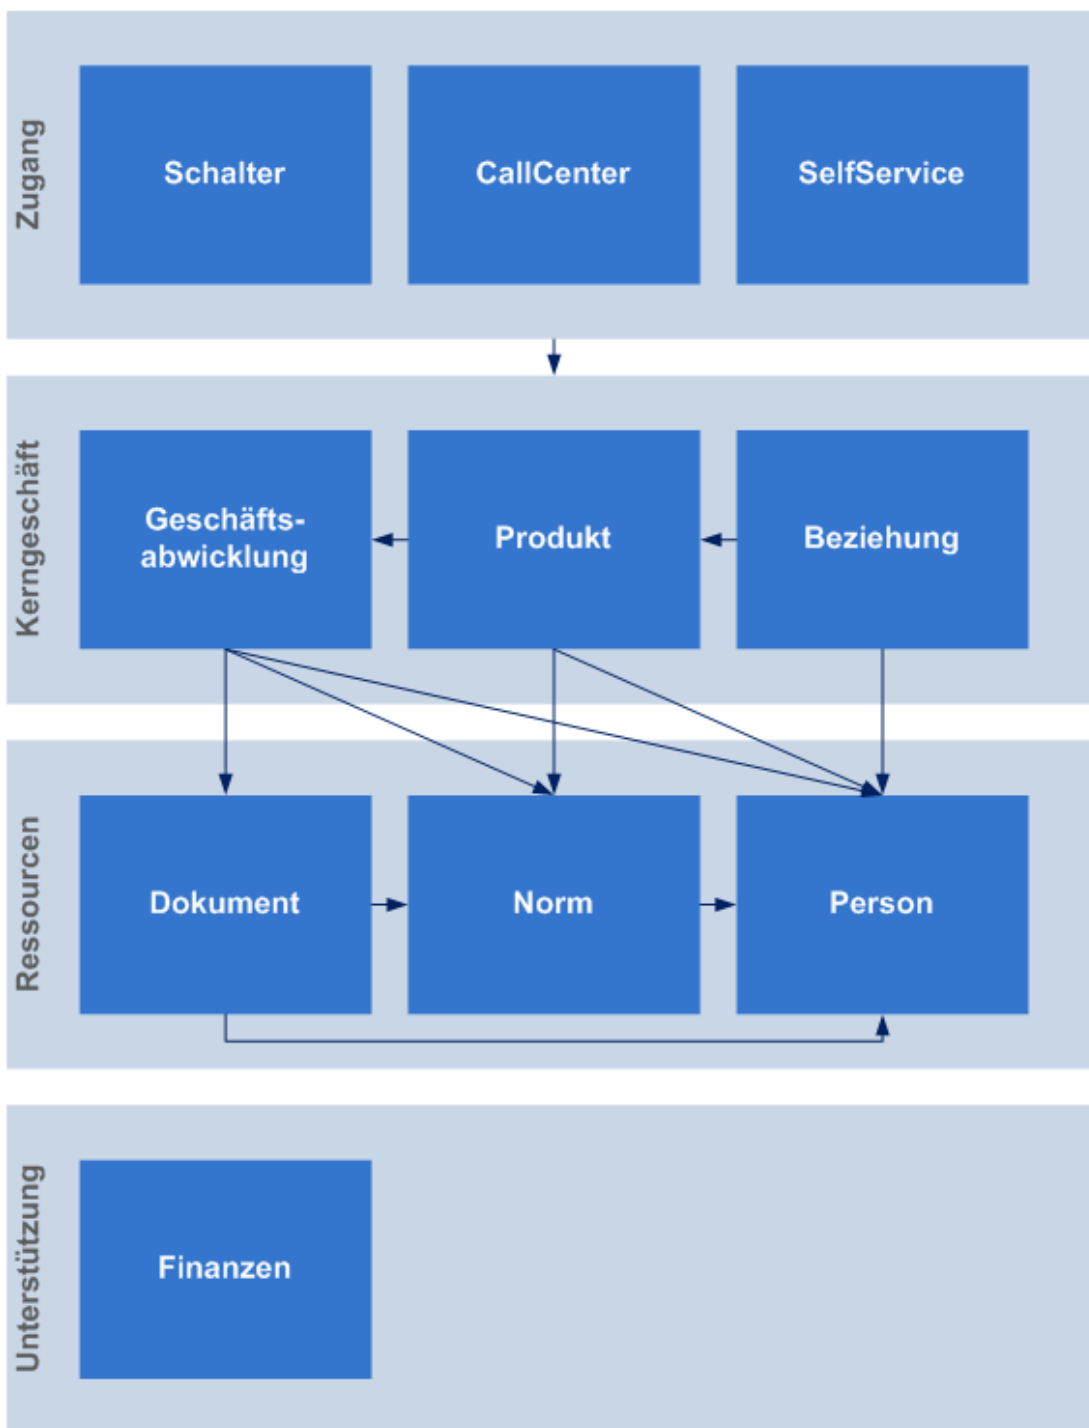 Zugang
Schalter
CallCenter
SelfService
Kerngeschäft
Geschäfts-
abwicklung
Produkt
Beziehung
Ressourcen
Dokument
Norm
Person
Unterstützung
Finanzen